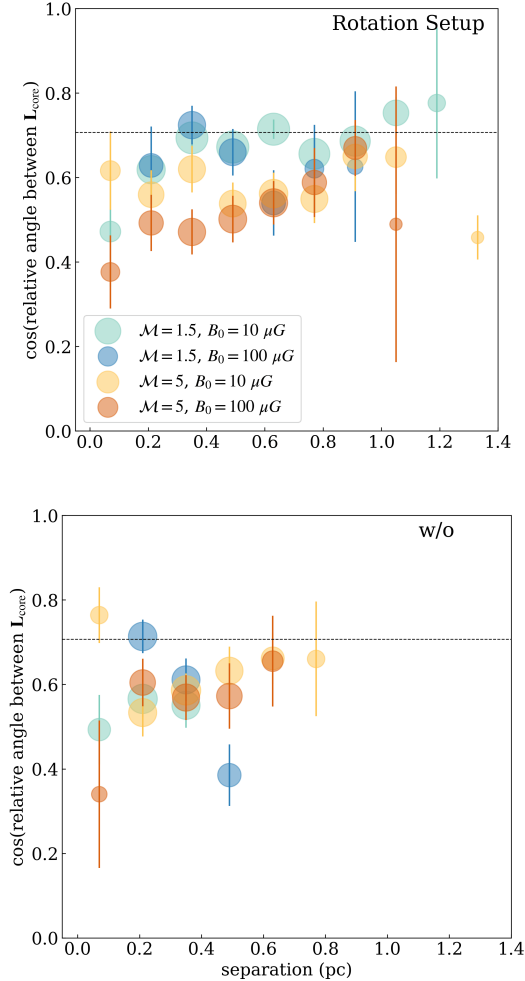 Rotation Setup
cos(relative angle between L_core)
1.0
0.8
0.6
0.4
0.2
0.0
ℳ = 1.5, B₀ = 10 μG
ℳ = 1.5, B₀ = 100 μG
ℳ = 5, B₀ = 10 μG
ℳ = 5, B₀ = 100 μG
0.0 0.2 0.4 0.6 0.8 1.0 1.2 1.4
w/o
cos(relative angle between L_core)
1.0
0.8
0.6
0.4
0.2
0.0
0.0 0.2 0.4 0.6 0.8 1.0 1.2 1.4
separation (pc)